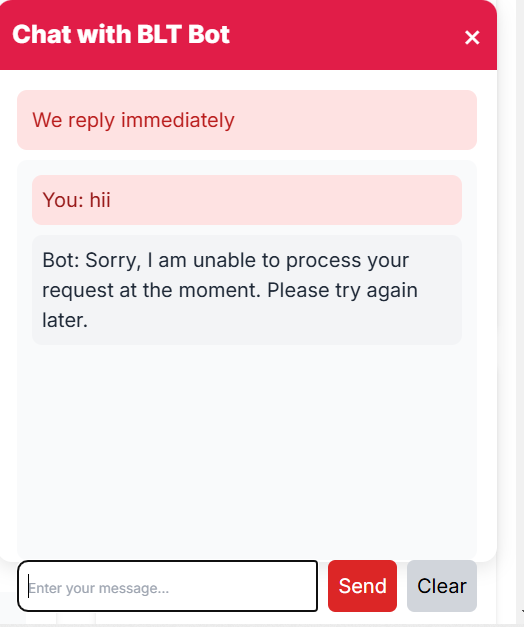 Chat with BLT Bot
×
We reply immediately
You: hii
Bot: Sorry, I am unable to process your
request at the moment. Please try again
later.
Enter your message...
Send
Clear